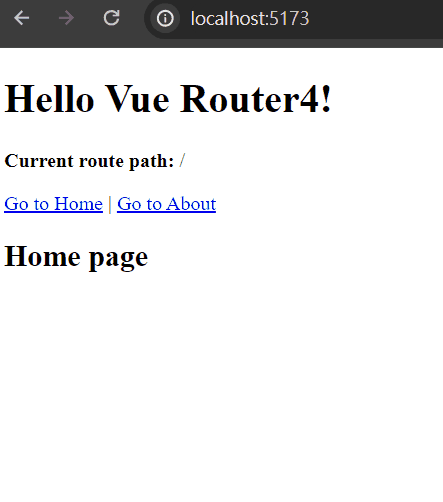 localhost:5173
Hello Vue Router4!
Current route path: /
Go to Home | Go to About
Home page